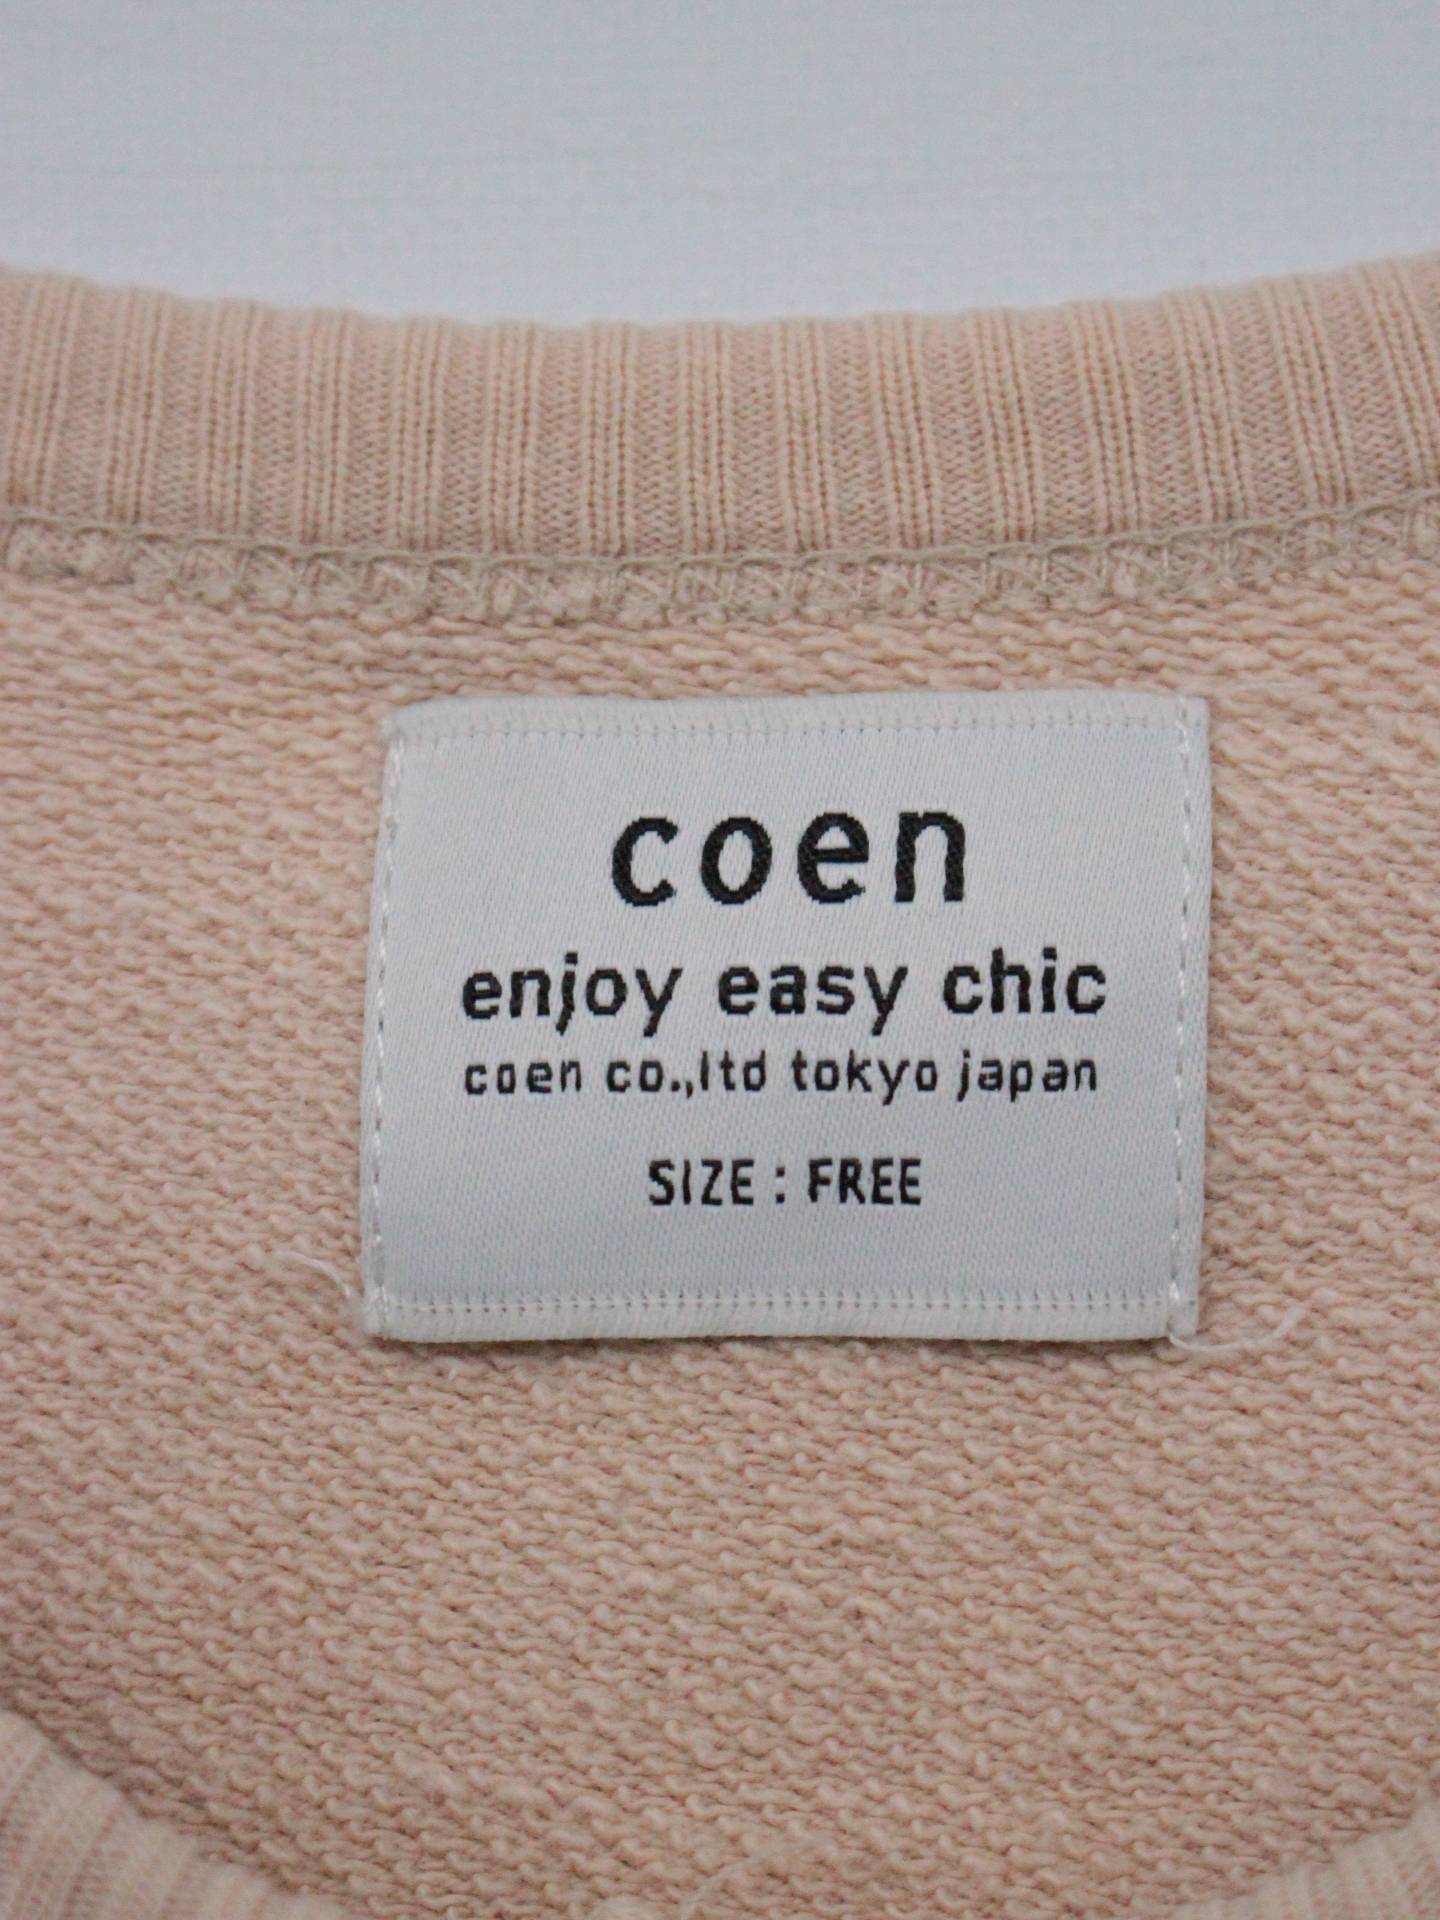 coen
enjoy easy chic
coen co.,ltd tokyo japan
SIZE : FREE